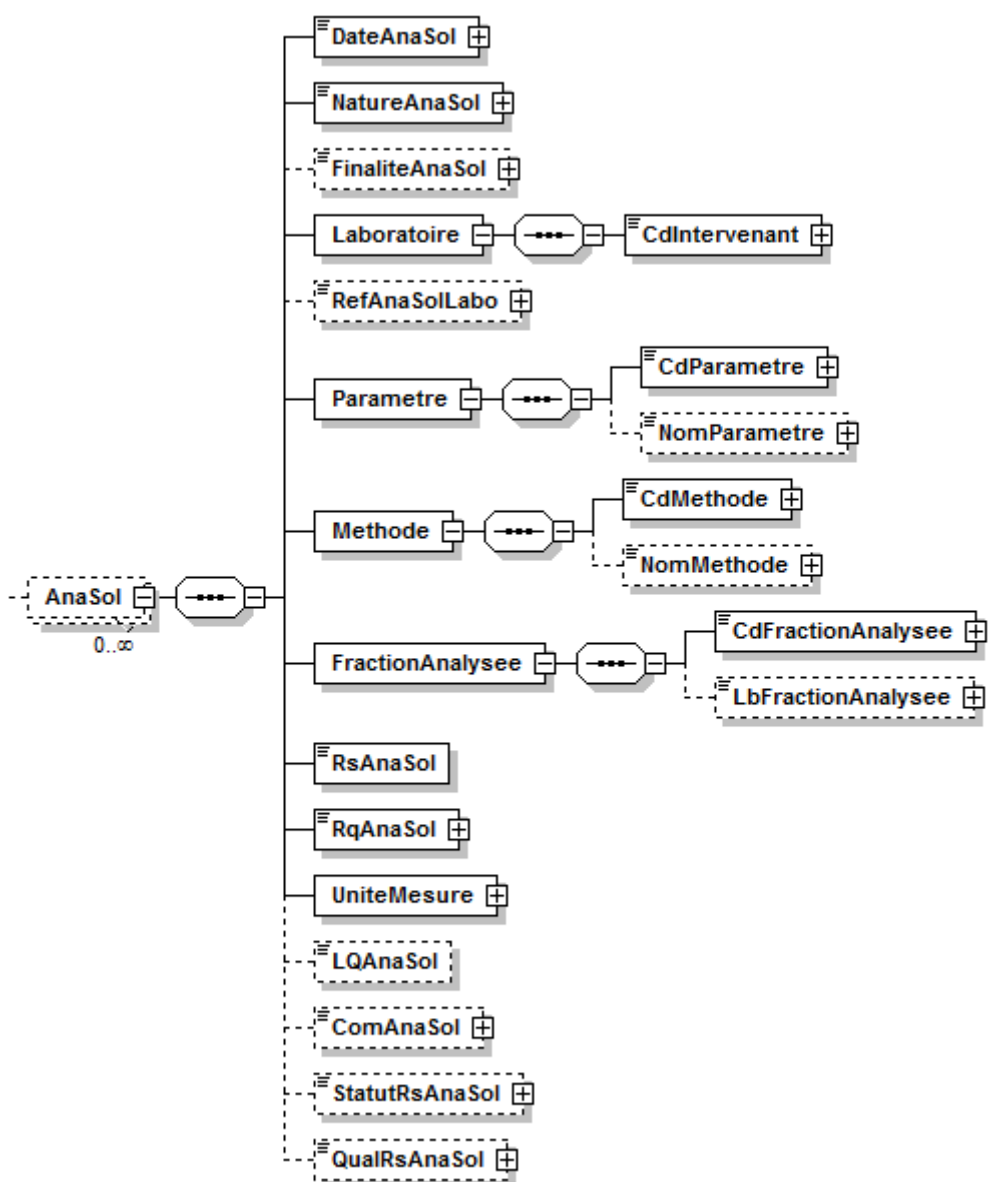 DateAnaSol
NatureAnaSol
FinaliteAnaSol
Laboratoire
CdIntervenant
RefAnaSolLabo
CdParametre
Parametre
NomParametre
CdMethode
Methode
NomMethode
AnaSol
0..∞
CdFractionAnalysee
FractionAnalysee
LbFractionAnalysee
RsAnaSol
RqAnaSol
UniteMesure
LQAnaSol
ComAnaSol
StatutRsAnaSol
QualRsAnaSol